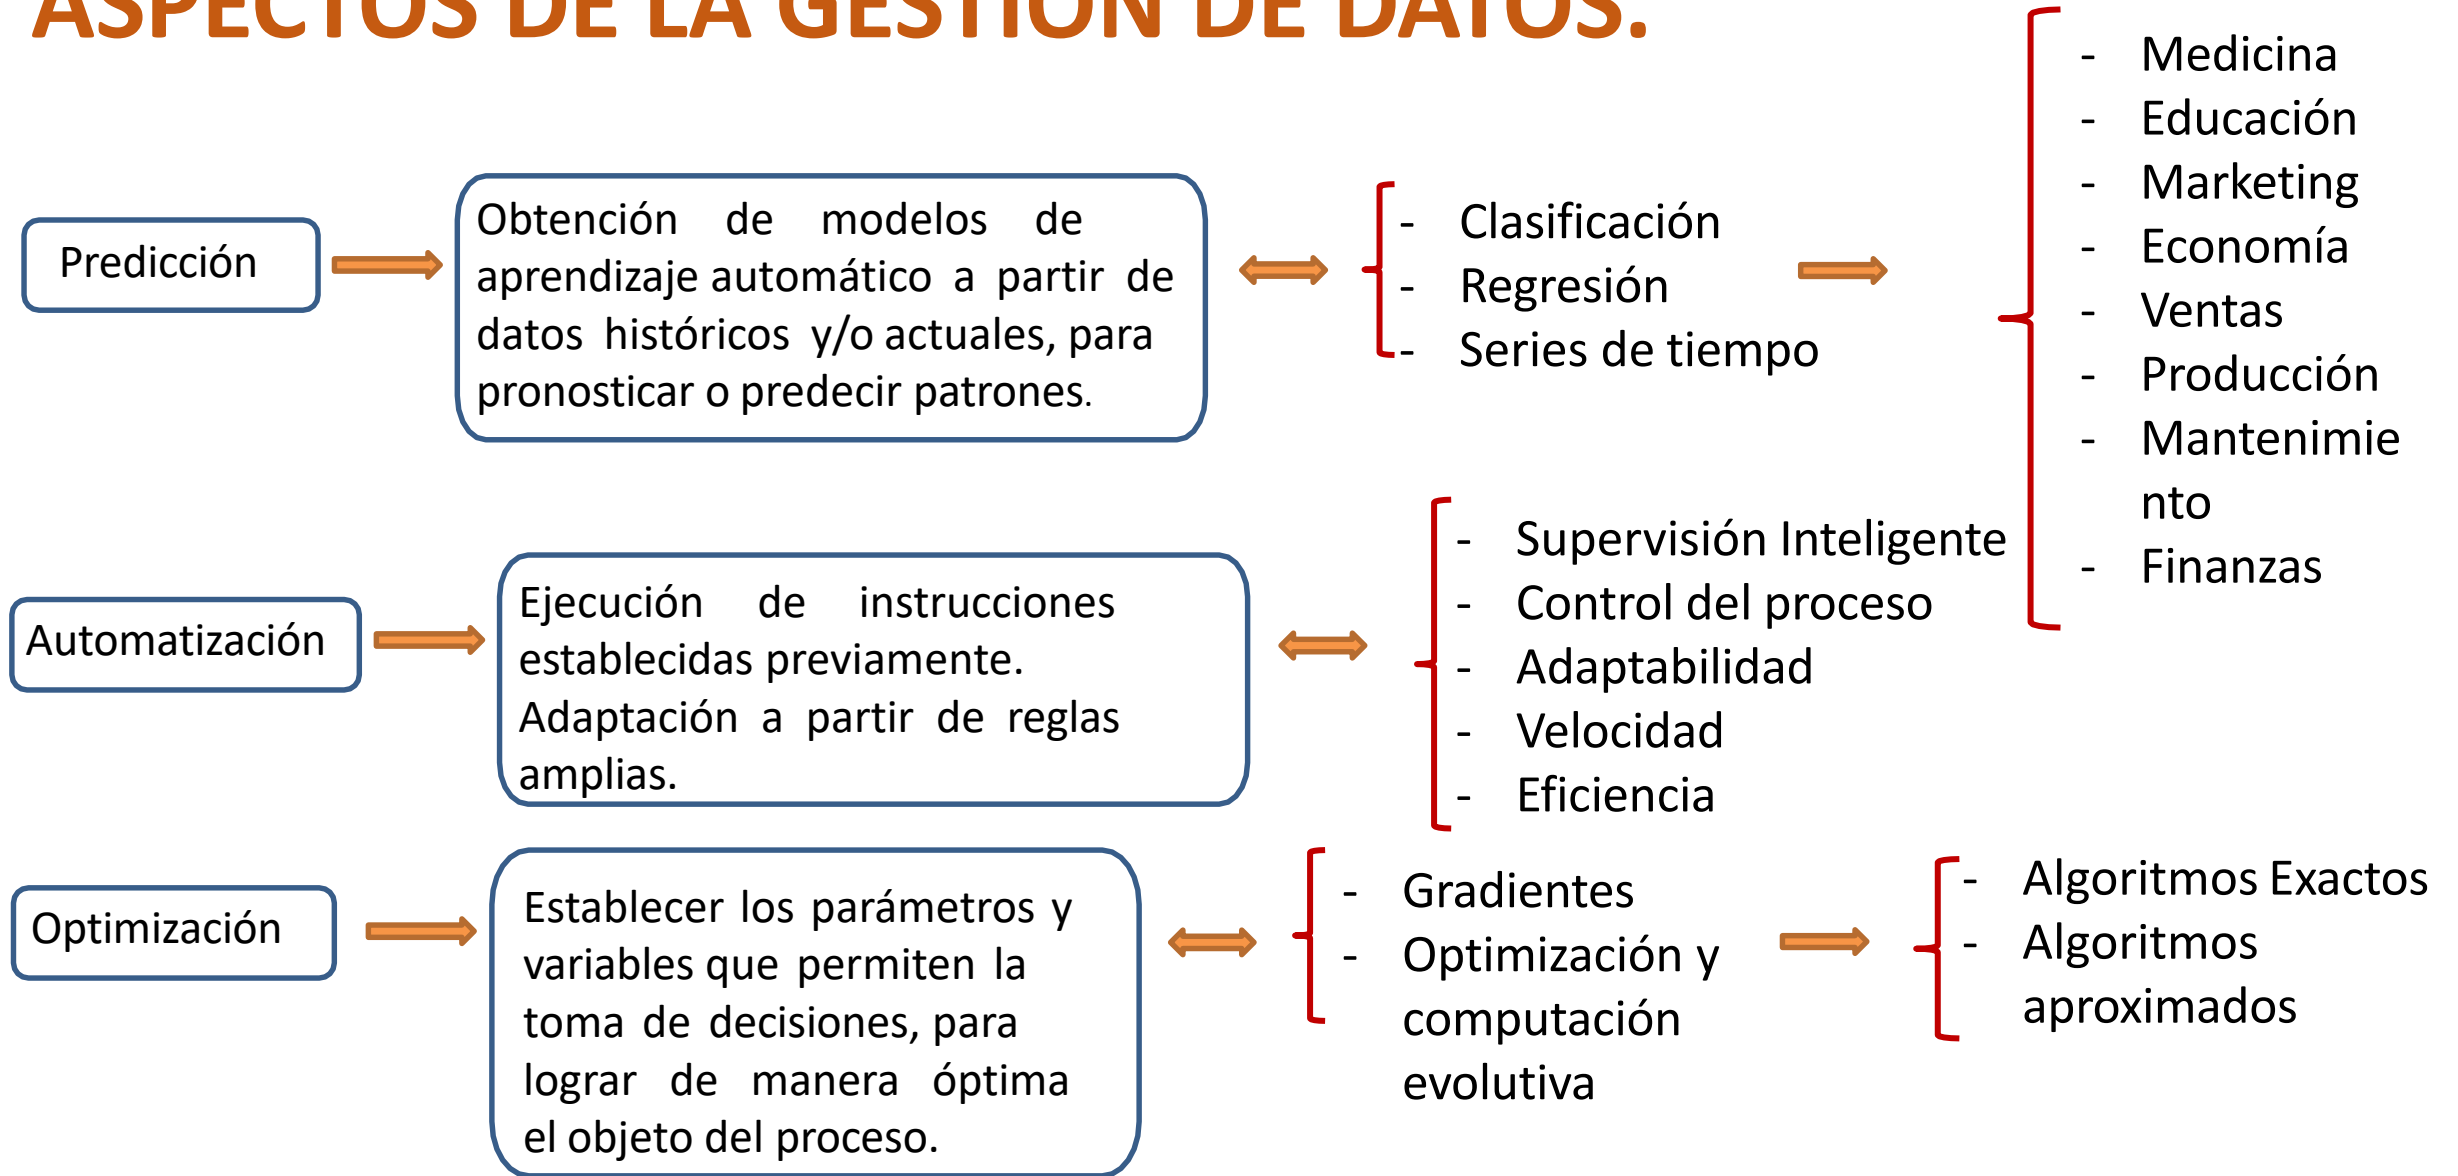 ASPECTOS DE LA GESTIÓN DE DATOS.
Predicción
Obtención de modelos de
aprendizaje automático a partir de
datos históricos y/o actuales, para
pronosticar o predecir patrones.
- Clasificación
- Regresión
- Series de tiempo
- Medicina
- Educación
- Marketing
- Economía
- Ventas
- Producción
- Mantenimie
nto
- Finanzas
Automatización
Ejecución de instrucciones
establecidas previamente.
Adaptación a partir de reglas
amplias.
- Supervisión Inteligente
- Control del proceso
- Adaptabilidad
- Velocidad
- Eficiencia
Optimización
Establecer los parámetros y
variables que permiten la
toma de decisiones, para
lograr de manera óptima
el objeto del proceso.
- Gradientes
- Optimización y
computación
evolutiva
- Algoritmos Exactos
- Algoritmos
aproximados